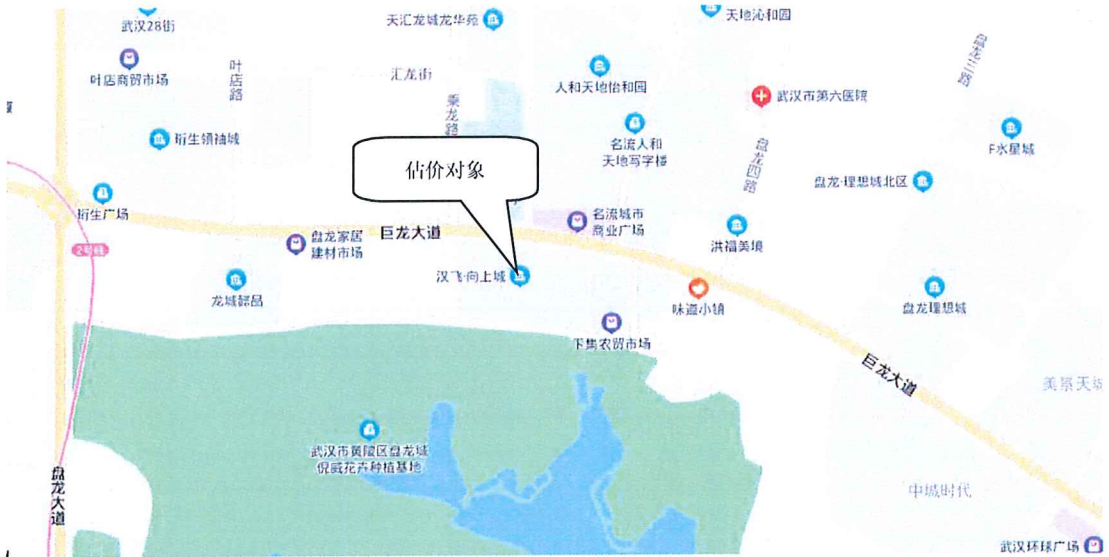 武汉28街
天汇龙城龙华苑
天地沁和园
叶店商贸市场
叶店路
汇龙街
人和天地怡和园
盘龙三路
乘龙路
武汉市第六医院
衍生领袖城
名流人和
天地写字楼
F水星城
盘龙四路
估价对象
盘龙·理想城北区
衍生广场
名流城市
商业广场
2号线
盘龙家居
建材市场
巨龙大道
洪福美境
汉飞·向上城
龙城懿品
味道小镇
盘龙理想城
下集农贸市场
巨龙大道
美景天城
武汉市黄陂区盘龙城
倪威花卉种植基地
盘龙大道
中城时代
武汉环球广场